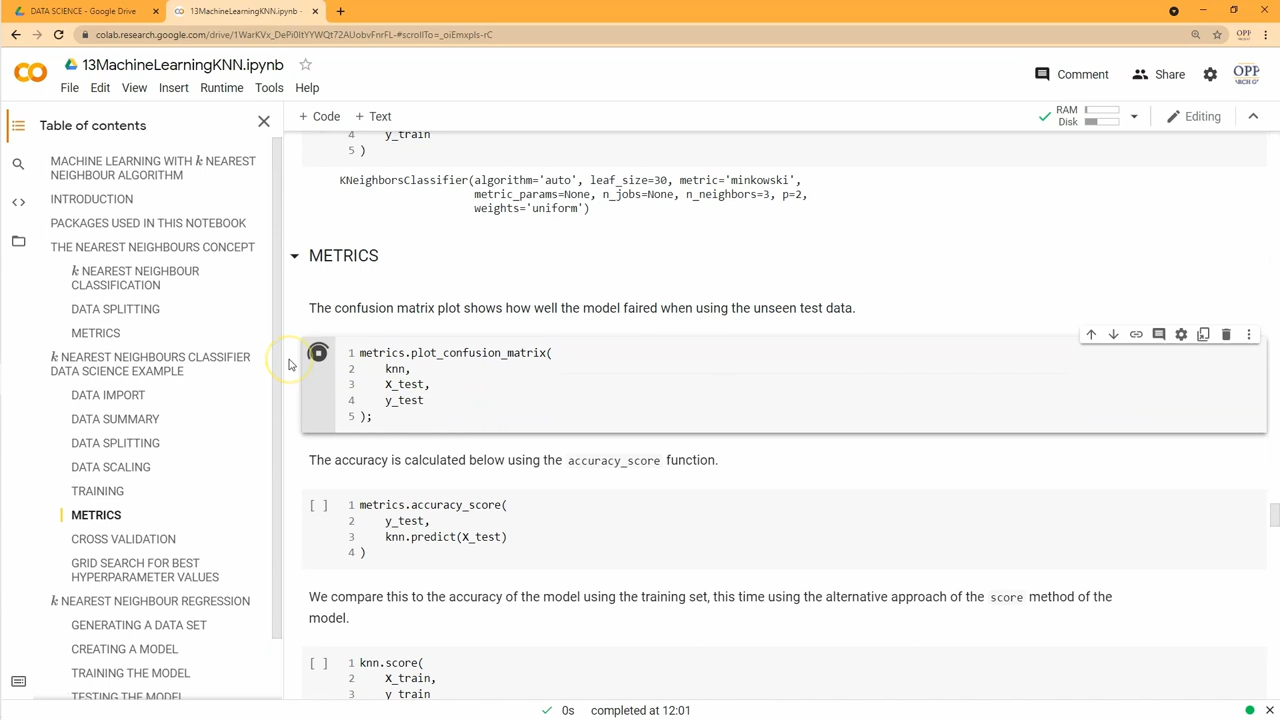 DATA SCIENCE - Google Drive
13MachineLearningKNN.ipynb -
colab.research.google.com/drive/1WarKVx_DePi0ltYYWQt72AUobvFnrFL-#scrollTo=_oiEmxpls-rC
13MachineLearningKNN.ipynb
File Edit View Insert Runtime Tools Help
Comment
Share
OPP
Table of contents
+ Code + Text
RAM
Disk
Editing
MACHINE LEARNING WITH k NEAREST
NEIGHBOUR ALGORITHM
INTRODUCTION
PACKAGES USED IN THIS NOTEBOOK
THE NEAREST NEIGHBOURS CONCEPT
k NEAREST NEIGHBOUR
CLASSIFICATION
DATA SPLITTING
METRICS
k NEAREST NEIGHBOURS CLASSIFIER
DATA SCIENCE EXAMPLE
DATA IMPORT
DATA SUMMARY
DATA SPLITTING
DATA SCALING
TRAINING
METRICS
CROSS VALIDATION
GRID SEARCH FOR BEST
HYPERPARAMETER VALUES
k NEAREST NEIGHBOUR REGRESSION
GENERATING A DATA SET
CREATING A MODEL
TRAINING THE MODEL
TESTING THE MODEL
4 y_train
5 )
KNeighborsClassifier(algorithm='auto', leaf_size=30, metric='minkowski',
metric_params=None, n_jobs=None, n_neighbors=3, p=2,
weights='uniform')
METRICS
The confusion matrix plot shows how well the model faired when using the unseen test data.
1 metrics.plot_confusion_matrix(
2 knn,
3 X_test,
4 y_test
5 );
The accuracy is calculated below using the accuracy_score function.
[ ] 1 metrics.accuracy_score(
2 y_test,
3 knn.predict(X_test)
4 )
We compare this to the accuracy of the model using the training set, this time using the alternative approach of the score method of the
model.
[ ] 1 knn.score(
2 X_train,
3 y_train
0s completed at 12:01